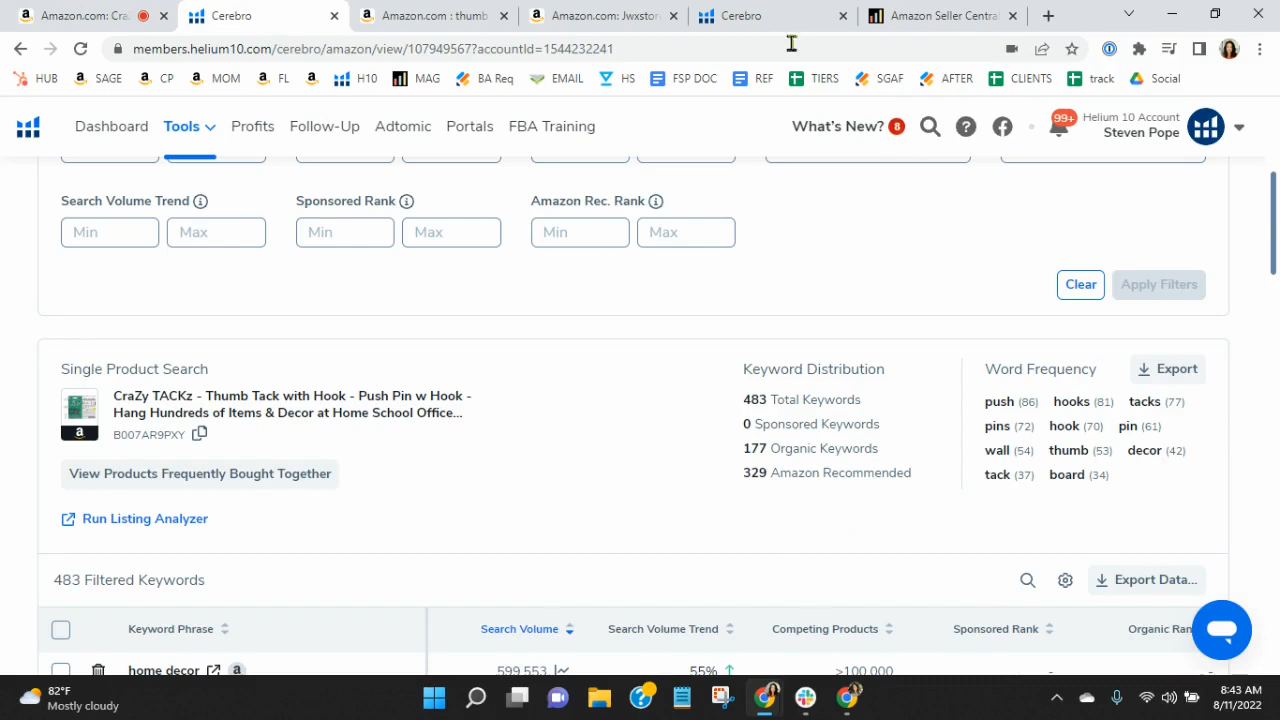 Amazon.com: Cra
Cerebro
Amazon.com : thumb
Amazon.com: Jwxstor
Cerebro
Amazon Seller Centra
members.helium10.com/cerebro/amazon/view/107949567?accountId=1544232241
HUB SAGE CP MOM FL H10 MAG BA Req EMAIL HS FSP DOC REF TIERS SGAF AFTER CLIENTS track Social
Dashboard Tools Profits Follow-Up Adtomic Portals FBA Training
What's New? 8
99+
Helium 10 Account
Steven Pope
Search Volume Trend Sponsored Rank Amazon Rec. Rank
Min Max Min Max Min Max
Clear Apply Filters
Single Product Search
CraZy TACKz - Thumb Tack with Hook - Push Pin w Hook -
Hang Hundreds of Items & Decor at Home School Office...
B007AR9PXY
View Products Frequently Bought Together
Run Listing Analyzer
Keyword Distribution
483 Total Keywords
0 Sponsored Keywords
177 Organic Keywords
329 Amazon Recommended
Word Frequency Export
push (86) hooks (81) tacks (77)
pins (72) hook (70) pin (61)
wall (54) thumb (53) decor (42)
tack (37) board (34)
483 Filtered Keywords
Export Data...
Keyword Phrase Search Volume Search Volume Trend Competing Products Sponsored Rank Organic Ran
home decor 599,553 55% >100,000 -
82°F
Mostly cloudy
8:43 AM
8/11/2022